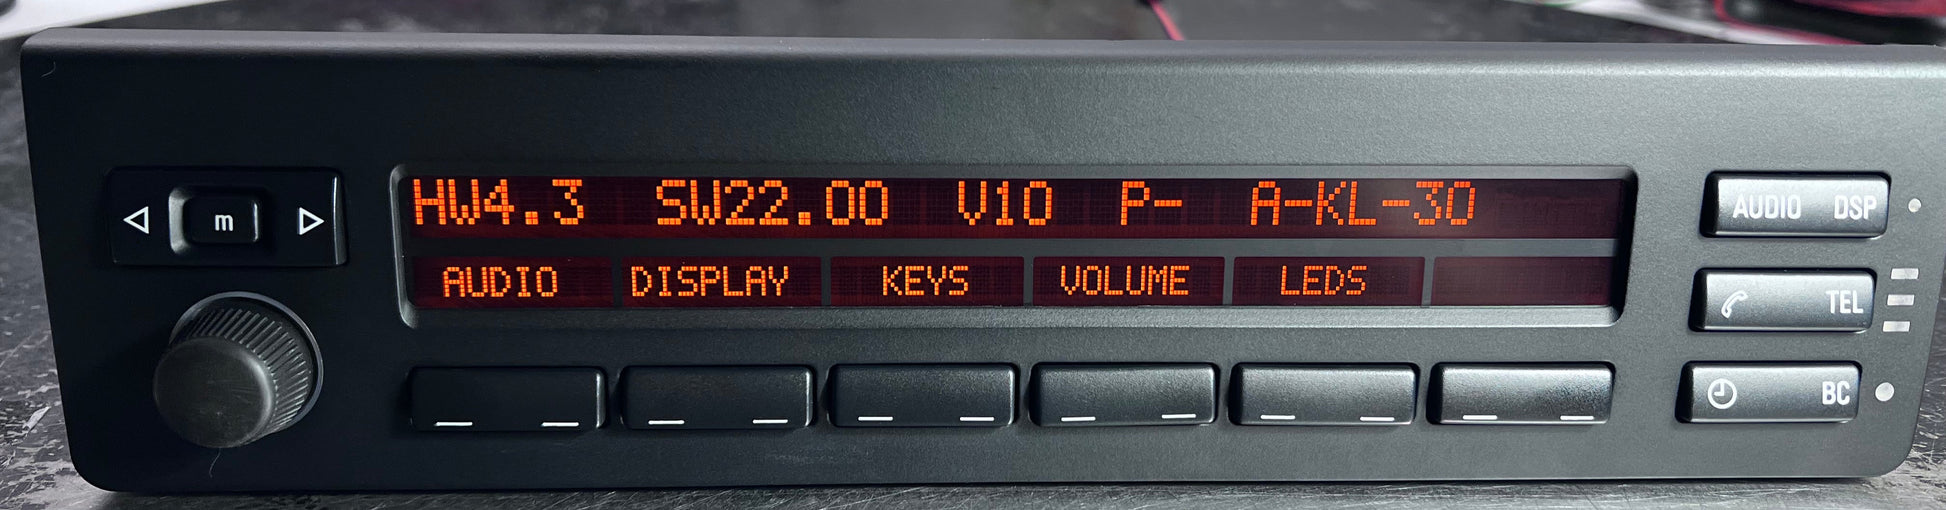 HW4.3 SW22.00 V10 P- A-KL-30
AUDIO DISPLAY KEYS VOLUME LEDS
m
AUDIO DSP
TEL
BC